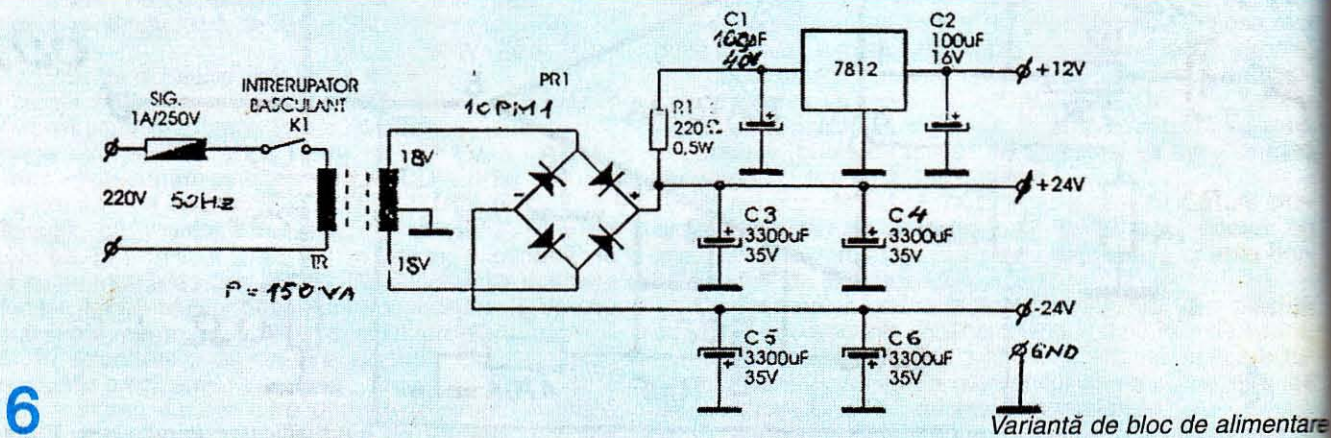 SIG.
1A/250V
INTRERUPATOR
BASCULANT
K1
220V
50Hz
TR
P=150VA
18V
18V
10PM1
PR1
R1
220Ω
0,5W
C1
40V
7812
C2
100uF
16V
+12V
+24V
C3
3300uF
35V
C4
3300uF
35V
-24V
C5
3300uF
35V
C6
3300uF
35V
GND
6
Variantă de bloc de alimentare